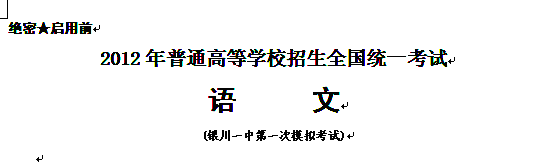 绝密★启用前
2012年普通高等学校招生全国统一考试
语 文
(银川一中第一次模拟考试)